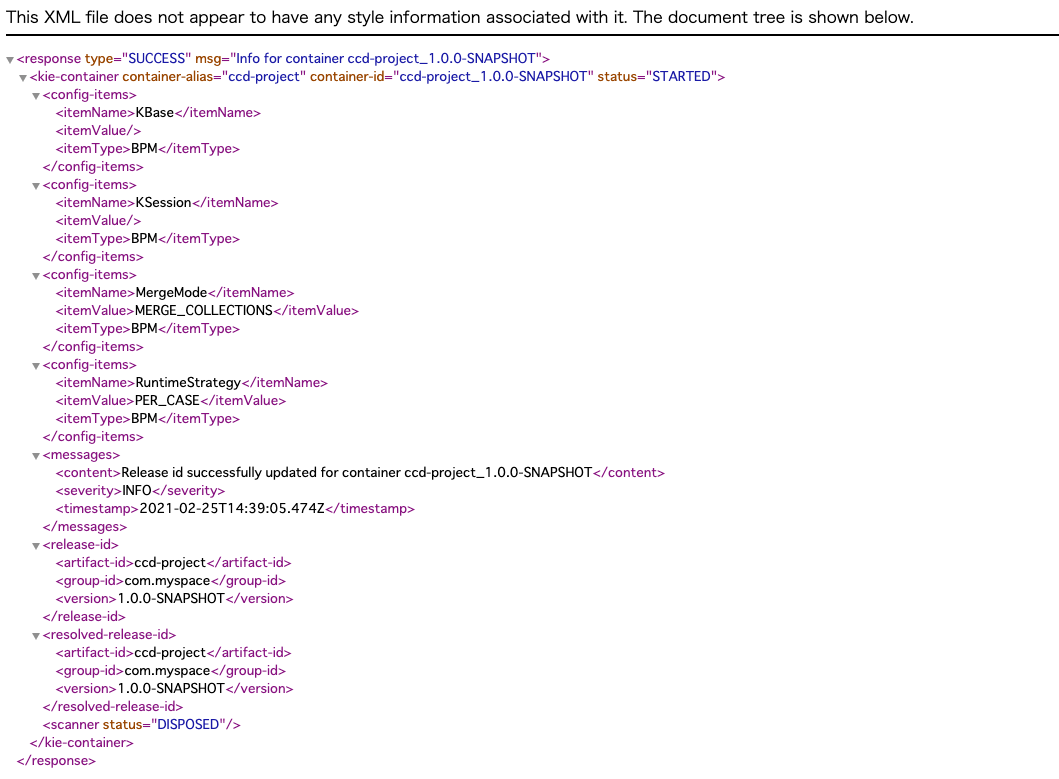 This XML file does not appear to have any style information associated with it. The document tree is shown below.
▼<response type="SUCCESS" msg="Info for container ccd-project_1.0.0-SNAPSHOT">
▼<kie-container container-alias="ccd-project" container-id="ccd-project_1.0.0-SNAPSHOT" status="STARTED">
▼<config-items>
<itemName>KBase</itemName>
<itemValue/>
<itemType>BPM</itemType>
</config-items>
▼<config-items>
<itemName>KSession</itemName>
<itemValue/>
<itemType>BPM</itemType>
</config-items>
▼<config-items>
<itemName>MergeMode</itemName>
<itemValue>MERGE_COLLECTIONS</itemValue>
<itemType>BPM</itemType>
</config-items>
▼<config-items>
<itemName>RuntimeStrategy</itemName>
<itemValue>PER_CASE</itemValue>
<itemType>BPM</itemType>
</config-items>
▼<messages>
<content>Release id successfully updated for container ccd-project_1.0.0-SNAPSHOT</content>
<severity>INFO</severity>
<timestamp>2021-02-25T14:39:05.474Z</timestamp>
</messages>
▼<release-id>
<artifact-id>ccd-project</artifact-id>
<group-id>com.myspace</group-id>
<version>1.0.0-SNAPSHOT</version>
</release-id>
▼<resolved-release-id>
<artifact-id>ccd-project</artifact-id>
<group-id>com.myspace</group-id>
<version>1.0.0-SNAPSHOT</version>
</resolved-release-id>
<scanner status="DISPOSED"/>
</kie-container>
</response>